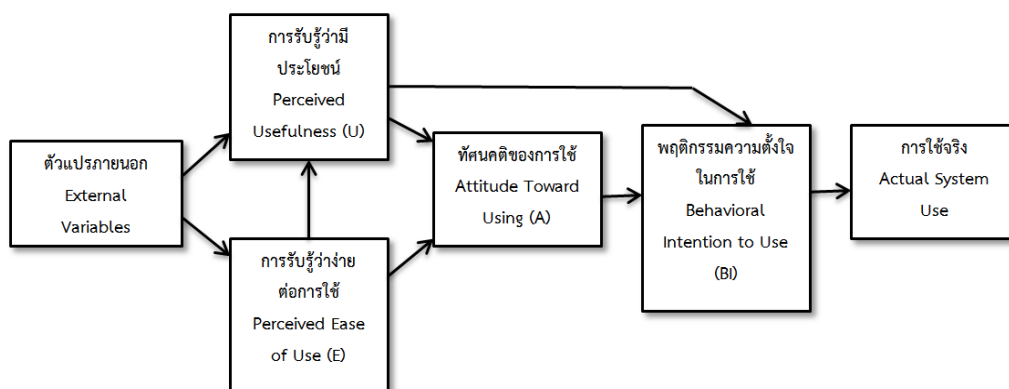 ตัวแปรภายนอก
External
Variables
การรับรู้ว่ามี
ประโยชน์
Perceived
Usefulness (U)
การรับรู้ว่าง่าย
ต่อการใช้
Perceived Ease
of Use (E)
ทัศนคติของการใช้
Attitude Toward
Using (A)
พฤติกรรมความตั้งใจ
ในการใช้
Behavioral
Intention to Use
(BI)
การใช้จริง
Actual System
Use